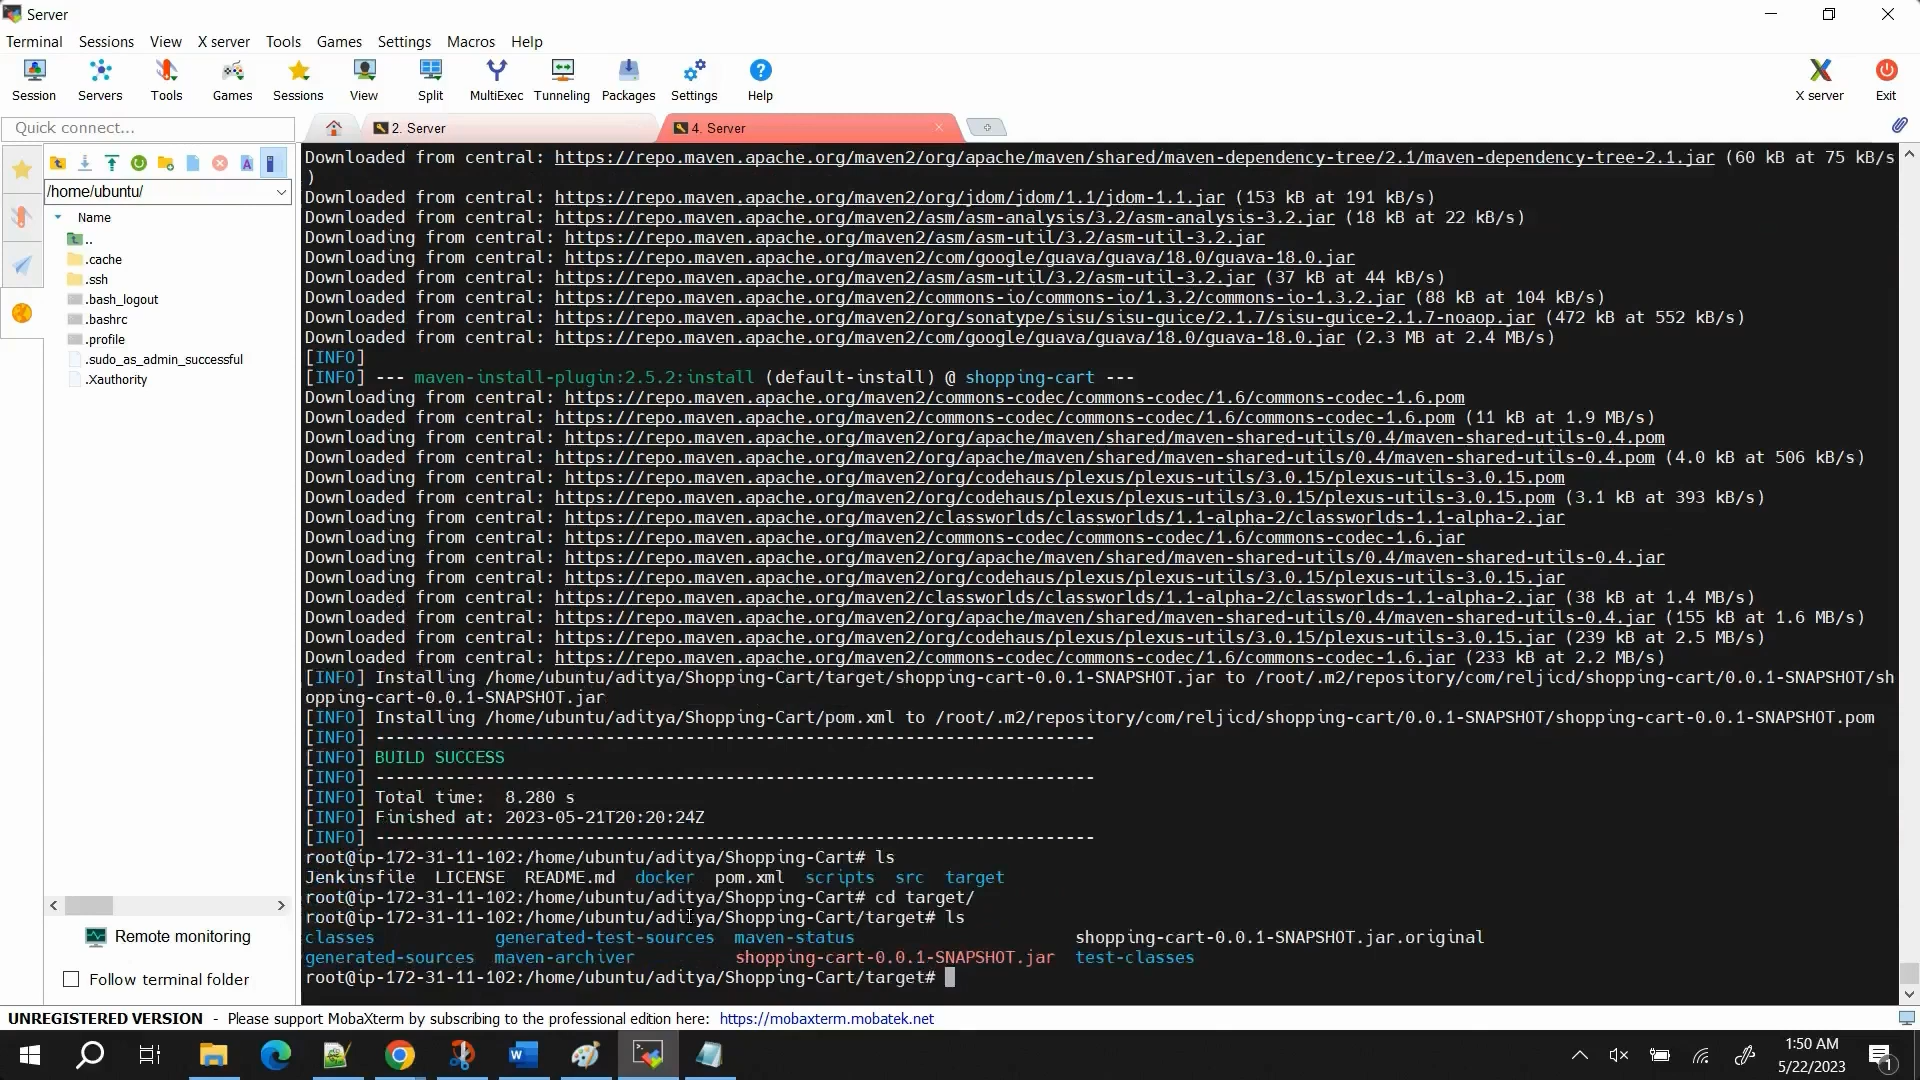 Server
Terminal Sessions View X server Tools Games Settings Macros Help
Session Servers Tools Games Sessions View Split MultiExec Tunneling Packages Settings Help X server Exit
Quick connect...
2. Server
4. Server
/home/ubuntu/
Name
..
.cache
.ssh
.bash_logout
.bashrc
.profile
.sudo_as_admin_successful
.Xauthority
Remote monitoring
Follow terminal folder
Downloaded from central: https://repo.maven.apache.org/maven2/org/apache/maven/shared/maven-dependency-tree/2.1/maven-dependency-tree-2.1.jar (60 kB at 75 kB/s
)
Downloaded from central: https://repo.maven.apache.org/maven2/org/jdom/jdom/1.1/jdom-1.1.jar (153 kB at 191 kB/s)
Downloaded from central: https://repo.maven.apache.org/maven2/asm/asm-analysis/3.2/asm-analysis-3.2.jar (18 kB at 22 kB/s)
Downloading from central: https://repo.maven.apache.org/maven2/asm/asm-util/3.2/asm-util-3.2.jar
Downloading from central: https://repo.maven.apache.org/maven2/com/google/guava/guava/18.0/guava-18.0.jar
Downloaded from central: https://repo.maven.apache.org/maven2/asm/asm-util/3.2/asm-util-3.2.jar (37 kB at 44 kB/s)
Downloaded from central: https://repo.maven.apache.org/maven2/commons-io/commons-io/1.3.2/commons-io-1.3.2.jar (88 kB at 104 kB/s)
Downloaded from central: https://repo.maven.apache.org/maven2/org/sonatype/sisu/sisu-guice/2.1.7/sisu-guice-2.1.7-noaop.jar (472 kB at 552 kB/s)
Downloaded from central: https://repo.maven.apache.org/maven2/com/google/guava/guava/18.0/guava-18.0.jar (2.3 MB at 2.4 MB/s)
[INFO]
[INFO] --- maven-install-plugin:2.5.2:install (default-install) @ shopping-cart ---
Downloading from central: https://repo.maven.apache.org/maven2/commons-codec/commons-codec/1.6/commons-codec-1.6.pom
Downloaded from central: https://repo.maven.apache.org/maven2/commons-codec/commons-codec/1.6/commons-codec-1.6.pom (11 kB at 1.9 MB/s)
Downloading from central: https://repo.maven.apache.org/maven2/org/apache/maven/shared/maven-shared-utils/0.4/maven-shared-utils-0.4.pom
Downloaded from central: https://repo.maven.apache.org/maven2/org/apache/maven/shared/maven-shared-utils/0.4/maven-shared-utils-0.4.pom (4.0 kB at 506 kB/s)
Downloading from central: https://repo.maven.apache.org/maven2/org/codehaus/plexus/plexus-utils/3.0.15/plexus-utils-3.0.15.pom
Downloaded from central: https://repo.maven.apache.org/maven2/org/codehaus/plexus/plexus-utils/3.0.15/plexus-utils-3.0.15.pom (3.1 kB at 393 kB/s)
Downloading from central: https://repo.maven.apache.org/maven2/classworlds/classworlds/1.1-alpha-2/classworlds-1.1-alpha-2.jar
Downloading from central: https://repo.maven.apache.org/maven2/commons-codec/commons-codec/1.6/commons-codec-1.6.jar
Downloading from central: https://repo.maven.apache.org/maven2/org/apache/maven/shared/maven-shared-utils/0.4/maven-shared-utils-0.4.jar
Downloading from central: https://repo.maven.apache.org/maven2/org/codehaus/plexus/plexus-utils/3.0.15/plexus-utils-3.0.15.jar
Downloaded from central: https://repo.maven.apache.org/maven2/classworlds/classworlds/1.1-alpha-2/classworlds-1.1-alpha-2.jar (38 kB at 1.4 MB/s)
Downloaded from central: https://repo.maven.apache.org/maven2/org/apache/maven/shared/maven-shared-utils/0.4/maven-shared-utils-0.4.jar (155 kB at 1.6 MB/s)
Downloaded from central: https://repo.maven.apache.org/maven2/org/codehaus/plexus/plexus-utils/3.0.15/plexus-utils-3.0.15.jar (239 kB at 2.5 MB/s)
Downloaded from central: https://repo.maven.apache.org/maven2/commons-codec/commons-codec/1.6/commons-codec-1.6.jar (233 kB at 2.2 MB/s)
[INFO] Installing /home/ubuntu/aditya/Shopping-Cart/target/shopping-cart-0.0.1-SNAPSHOT.jar to /root/.m2/repository/com/reljicd/shopping-cart/0.0.1-SNAPSHOT/sh
opping-cart-0.0.1-SNAPSHOT.jar
[INFO] Installing /home/ubuntu/aditya/Shopping-Cart/pom.xml to /root/.m2/repository/com/reljicd/shopping-cart/0.0.1-SNAPSHOT/shopping-cart-0.0.1-SNAPSHOT.pom
[INFO] ------------------------------------------------------------------------
[INFO] BUILD SUCCESS
[INFO] ------------------------------------------------------------------------
[INFO] Total time:  8.280 s
[INFO] Finished at: 2023-05-21T20:20:24Z
[INFO] ------------------------------------------------------------------------
root@ip-172-31-11-102:/home/ubuntu/aditya/Shopping-Cart# ls
Jenkinsfile  LICENSE  README.md  docker  pom.xml  scripts  src  target
root@ip-172-31-11-102:/home/ubuntu/aditya/Shopping-Cart# cd target/
root@ip-172-31-11-102:/home/ubuntu/aditya/Shopping-Cart/target# ls
classes            generated-test-sources  maven-status                      shopping-cart-0.0.1-SNAPSHOT.jar.original
generated-sources  maven-archiver          shopping-cart-0.0.1-SNAPSHOT.jar  test-classes
root@ip-172-31-11-102:/home/ubuntu/aditya/Shopping-Cart/target#
UNREGISTERED VERSION - Please support MobaXterm by subscribing to the professional edition here: https://mobaxterm.mobatek.net
1:50 AM
5/22/2023
1